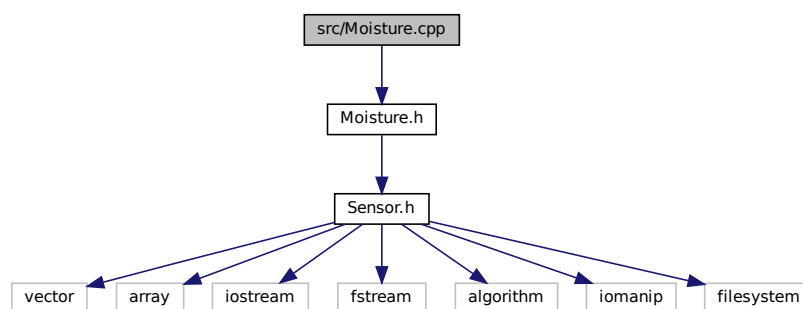 src/Moisture.cpp
Moisture.h
Sensor.h
vector array iostream fstream algorithm iomanip filesystem